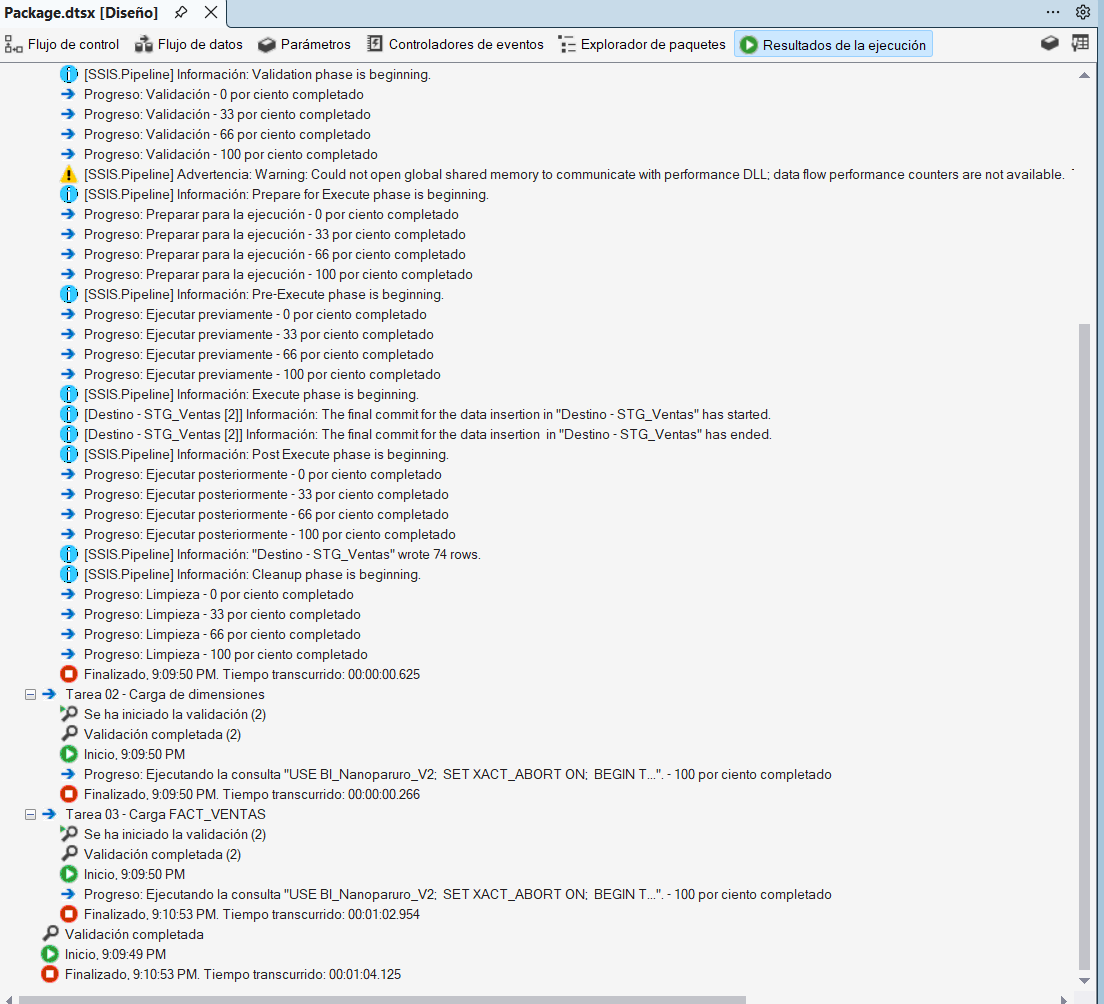 Package.dtsx [Diseño]
Flujo de control
Flujo de datos
Parámetros
Controladores de eventos
Explorador de paquetes
Resultados de la ejecución
[SSIS.Pipeline] Información: Validation phase is beginning.
Progreso: Validación - 0 por ciento completado
Progreso: Validación - 33 por ciento completado
Progreso: Validación - 66 por ciento completado
Progreso: Validación - 100 por ciento completado
[SSIS.Pipeline] Advertencia: Warning: Could not open global shared memory to communicate with performance DLL; data flow performance counters are not available.
[SSIS.Pipeline] Información: Prepare for Execute phase is beginning.
Progreso: Preparar para la ejecución - 0 por ciento completado
Progreso: Preparar para la ejecución - 33 por ciento completado
Progreso: Preparar para la ejecución - 66 por ciento completado
Progreso: Preparar para la ejecución - 100 por ciento completado
[SSIS.Pipeline] Información: Pre-Execute phase is beginning.
Progreso: Ejecutar previamente - 0 por ciento completado
Progreso: Ejecutar previamente - 33 por ciento completado
Progreso: Ejecutar previamente - 66 por ciento completado
Progreso: Ejecutar previamente - 100 por ciento completado
[SSIS.Pipeline] Información: Execute phase is beginning.
[Destino - STG_Ventas [2]] Información: The final commit for the data insertion in "Destino - STG_Ventas" has started.
[Destino - STG_Ventas [2]] Información: The final commit for the data insertion  in "Destino - STG_Ventas" has ended.
[SSIS.Pipeline] Información: Post Execute phase is beginning.
Progreso: Ejecutar posteriormente - 0 por ciento completado
Progreso: Ejecutar posteriormente - 33 por ciento completado
Progreso: Ejecutar posteriormente - 66 por ciento completado
Progreso: Ejecutar posteriormente - 100 por ciento completado
[SSIS.Pipeline] Información: "Destino - STG_Ventas" wrote 74 rows.
[SSIS.Pipeline] Información: Cleanup phase is beginning.
Progreso: Limpieza - 0 por ciento completado
Progreso: Limpieza - 33 por ciento completado
Progreso: Limpieza - 66 por ciento completado
Progreso: Limpieza - 100 por ciento completado
Finalizado, 9:09:50 PM. Tiempo transcurrido: 00:00:00.625
Tarea 02 - Carga de dimensiones
Se ha iniciado la validación (2)
Validación completada (2)
Inicio, 9:09:50 PM
Progreso: Ejecutando la consulta "USE BI_Nanoparuro_V2;  SET XACT_ABORT ON;  BEGIN T...". - 100 por ciento completado
Finalizado, 9:09:50 PM. Tiempo transcurrido: 00:00:00.266
Tarea 03 - Carga FACT_VENTAS
Se ha iniciado la validación (2)
Validación completada (2)
Inicio, 9:09:50 PM
Progreso: Ejecutando la consulta "USE BI_Nanoparuro_V2;  SET XACT_ABORT ON;  BEGIN T...". - 100 por ciento completado
Finalizado, 9:10:53 PM. Tiempo transcurrido: 00:01:02.954
Validación completada
Inicio, 9:09:49 PM
Finalizado, 9:10:53 PM. Tiempo transcurrido: 00:01:04.125